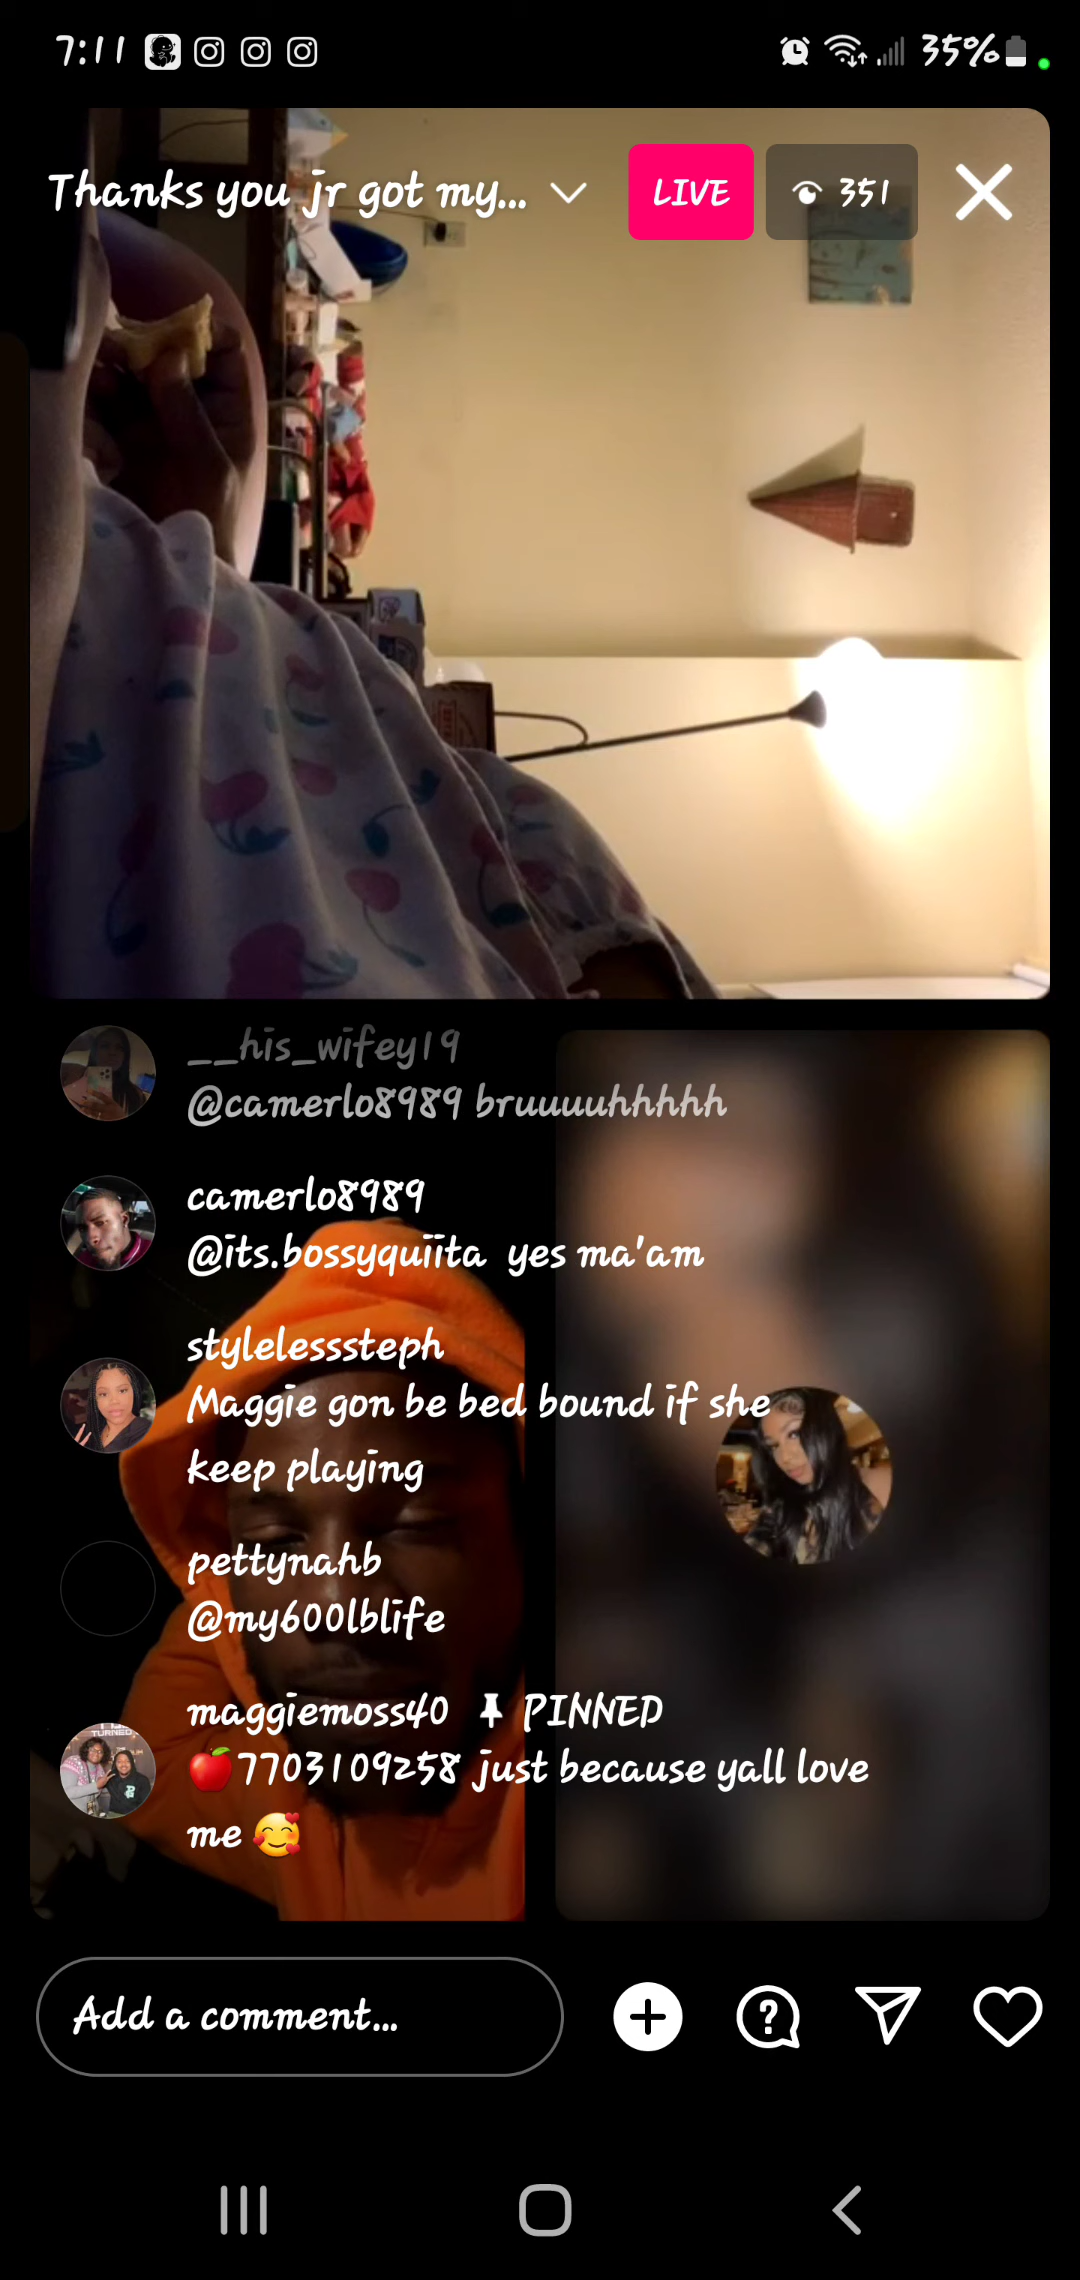 7:11
35%
Thanks you jr got my...
LIVE
351
__his_wifey19
@camerlo8989 bruuuuhhhhh
camerlo8989
@its.bossyquiita yes ma'am
stylelesssteph
Maggie gon be bed bound if she
keep playing
pettynahb
@my600lblife
TURNED
maggiemoss40 PINNED
🍎7703109258 just because yall love
me 🥰
Add a comment...